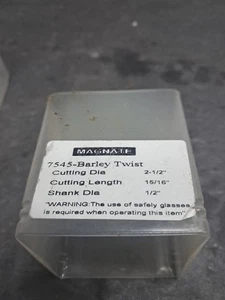 MAGNATE
7545-Barley Twist
Cutting Dia 2-1/2"
Cutting Length 15/16"
Shank Dia 1/2"
"WARNING:The use of safely glasses
is required when operating this item"